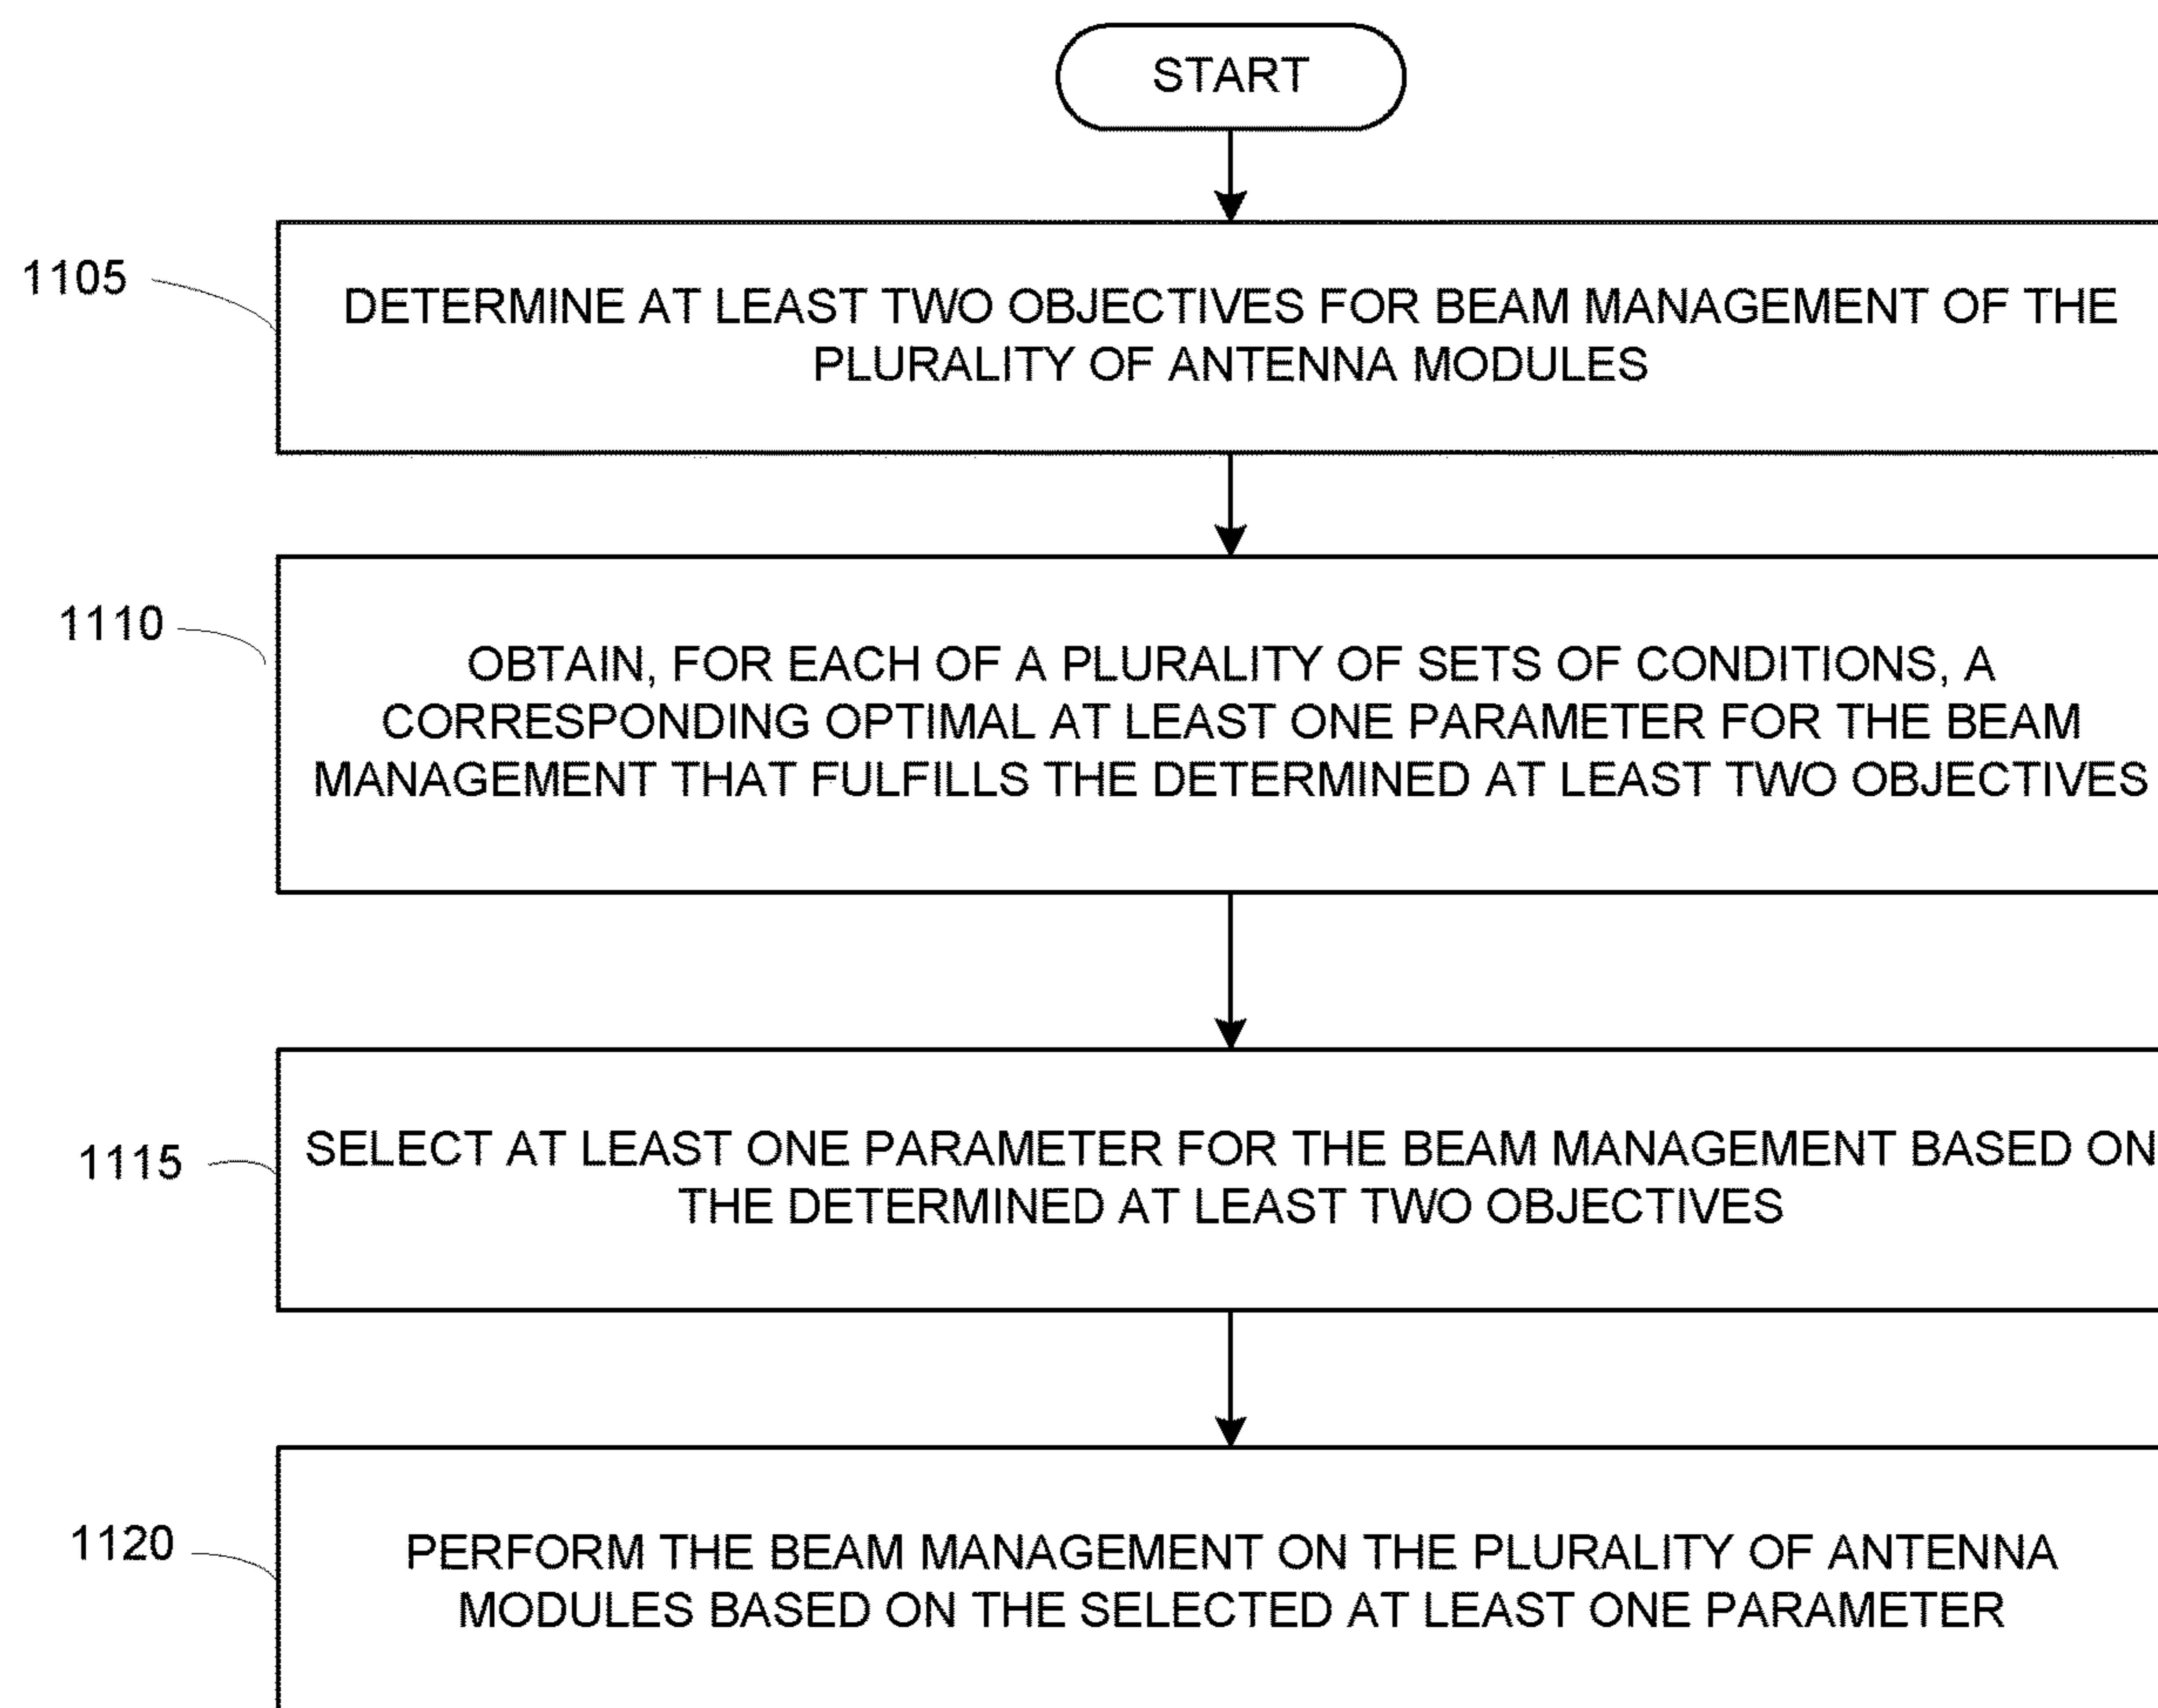 START
1105
DETERMINE AT LEAST TWO OBJECTIVES FOR BEAM MANAGEMENT OF THE
PLURALITY OF ANTENNA MODULES
1110
OBTAIN, FOR EACH OF A PLURALITY OF SETS OF CONDITIONS, A
CORRESPONDING OPTIMAL AT LEAST ONE PARAMETER FOR THE BEAM
MANAGEMENT THAT FULFILLS THE DETERMINED AT LEAST TWO OBJECTIVES
1115
SELECT AT LEAST ONE PARAMETER FOR THE BEAM MANAGEMENT BASED ON
THE DETERMINED AT LEAST TWO OBJECTIVES
1120
PERFORM THE BEAM MANAGEMENT ON THE PLURALITY OF ANTENNA
MODULES BASED ON THE SELECTED AT LEAST ONE PARAMETER